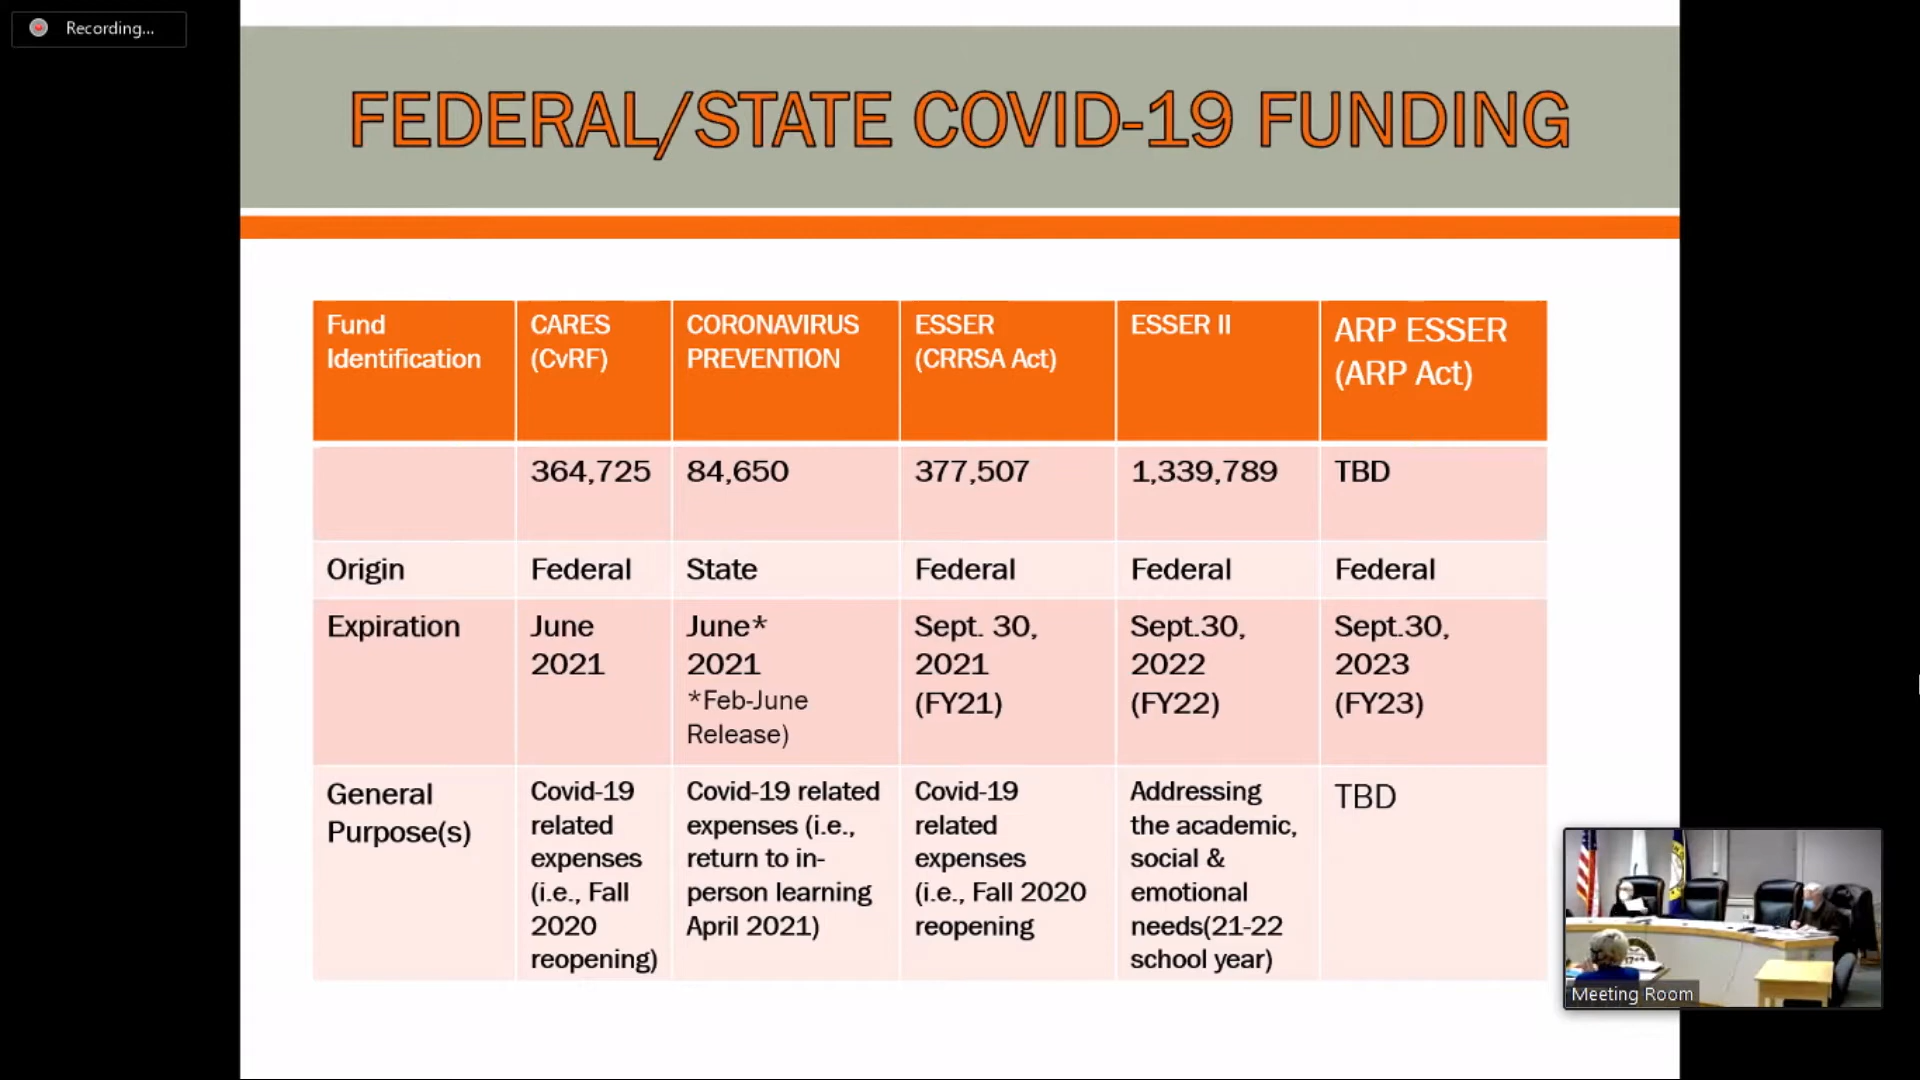 Recording...
FEDERAL/STATE COVID-19 FUNDING
Fund
Identification
CARES
(CvRF)
CORONAVIRUS
PREVENTION
ESSER
(CRRSA Act)
ESSER II
ARP ESSER
(ARP Act)
364,725
84,650
377,507
1,339,789
TBD
Origin
Federal
State
Federal
Federal
Federal
Expiration
June
2021
June*
2021
*Feb-June
Release)
Sept. 30,
2021
(FY21)
Sept.30,
2022
(FY22)
Sept.30,
2023
(FY23)
General
Purpose(s)
Covid-19
related
expenses
(i.e., Fall
2020
reopening)
Covid-19 related
expenses (i.e.,
return to in-
person learning
April 2021)
Covid-19
related
expenses
(i.e., Fall 2020
reopening
Addressing
the academic,
social &
emotional
needs(21-22
school year)
TBD
Meeting Room